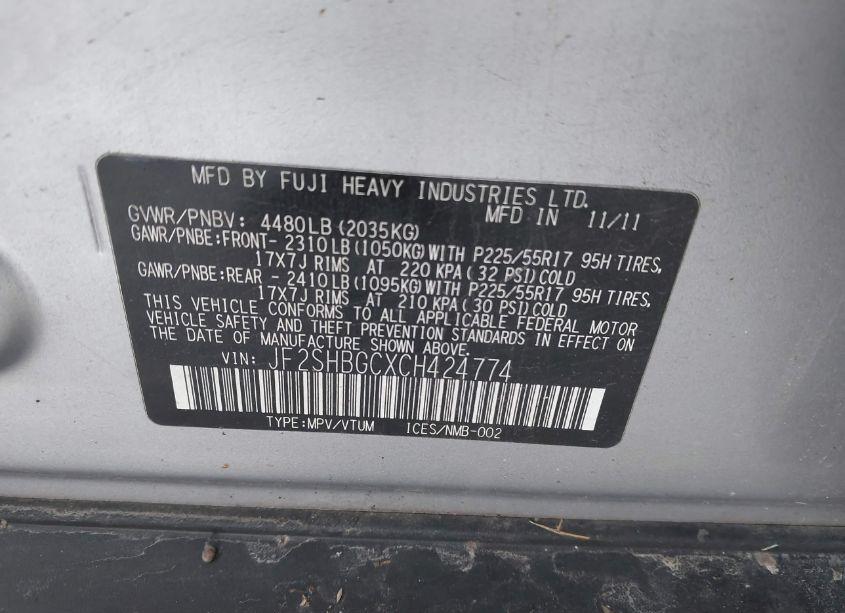 MFD BY FUJI HEAVY INDUSTRIES LTD.
MFD IN 11/11
GVWR/PNBV: 4480LB (2035KG)
GAWR/PNBE:FRONT- 2310LB (1050KG)WITH P225/55R17 95H TIRES,
17X7J RIMS AT 220 KPA ( 32 PSI)COLD
GAWR/PNBE:REAR - 2410LB (1095KG)WITH P225/55R17 95H TIRES,
17X7J RIMS AT 210 KPA ( 30 PSI)COLD
THIS VEHICLE CONFORMS TO ALL APPLICABLE FEDERAL MOTOR
VEHICLE SAFETY AND THEFT PREVENTION STANDARDS IN EFFECT ON
THE DATE OF MANUFACTURE SHOWN ABOVE.
VIN: JF2SHBGCXCH424774
TYPE:MPV/VTUM ICES/NMB-002